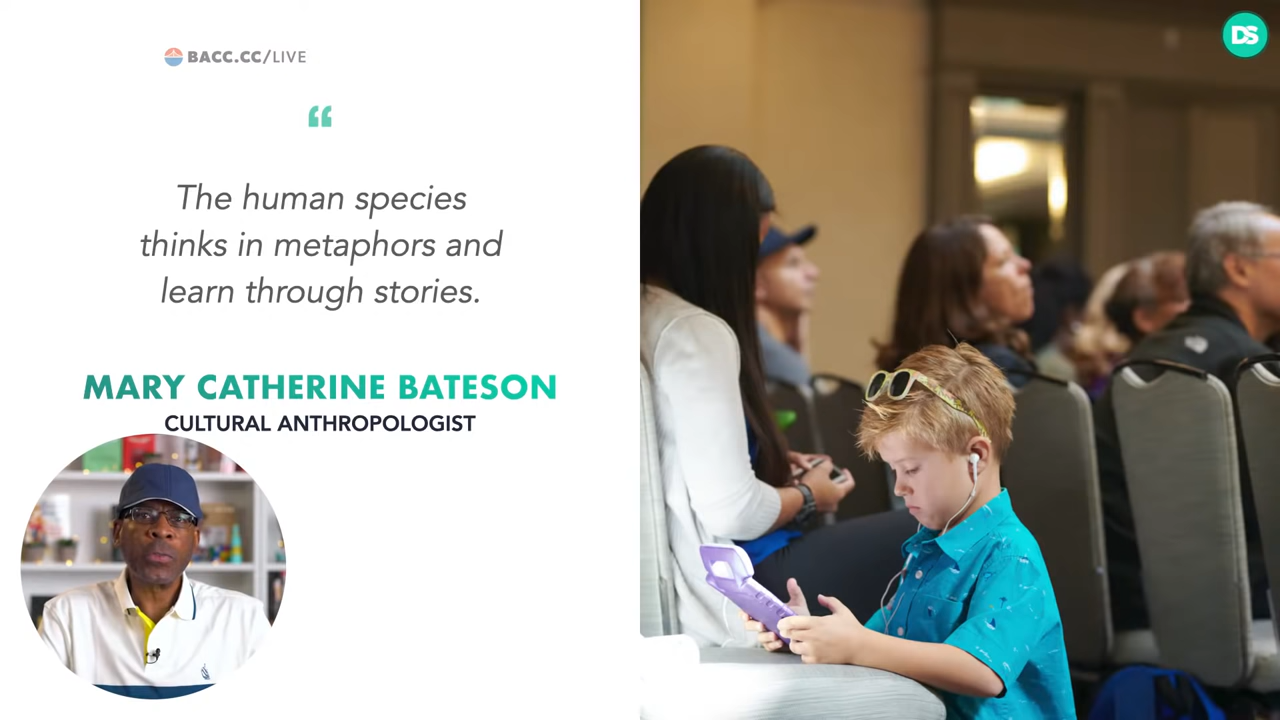 BACC.CC/LIVE
“
The human species
thinks in metaphors and
learn through stories.
MARY CATHERINE BATESON
CULTURAL ANTHROPOLOGIST
DS